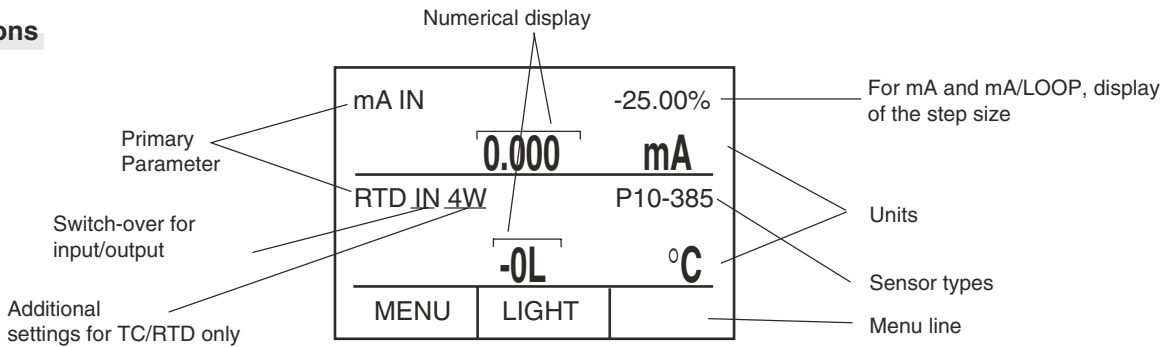 ons
Numerical display
mA IN
-25.00%
For mA and mA/LOOP, display
of the step size
Primary
Parameter
0.000
mA
RTD IN 4W
P10-385
Switch-over for
input/output
Units
-0L
°C
Sensor types
Additional
settings for TC/RTD only
MENU
LIGHT
Menu line